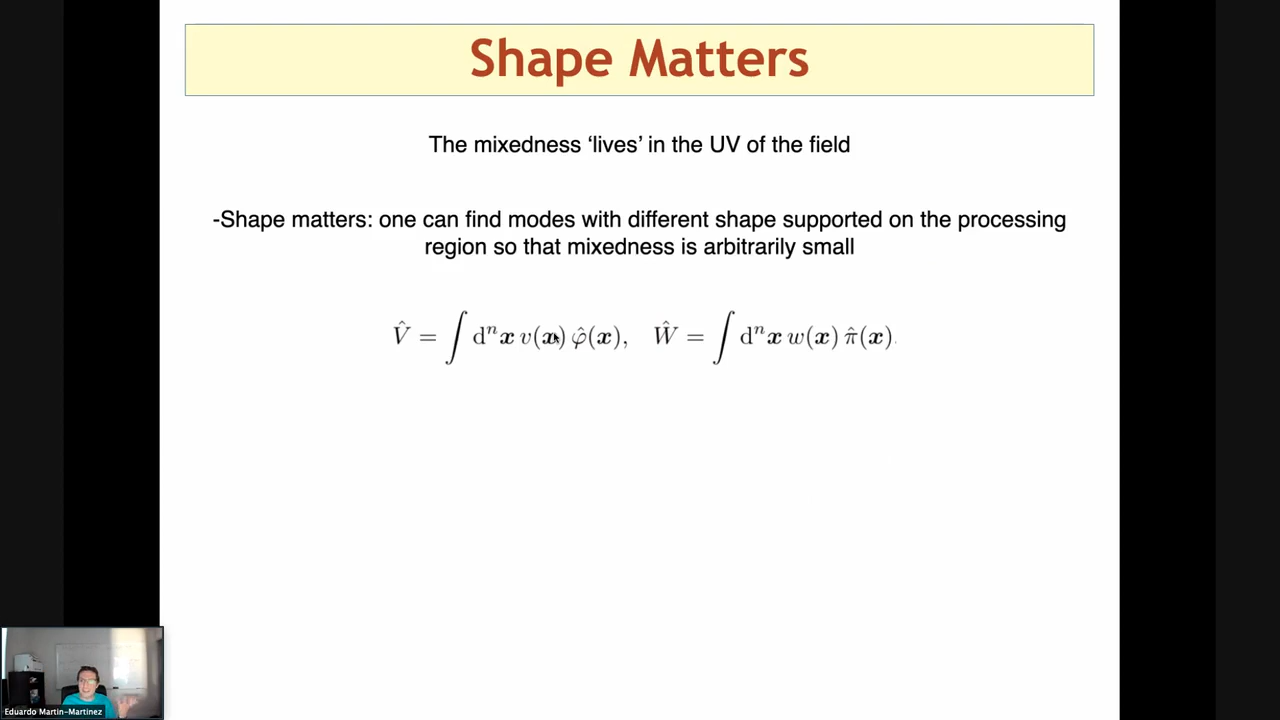 Shape Matters
The mixedness ‘lives’ in the UV of the field
-Shape matters: one can find modes with different shape supported on the processing
region so that mixedness is arbitrarily small
V̂ = ∫ dⁿx v(x) φ̂(x), Ŵ = ∫ dⁿx w(x) π̂(x).
Eduardo Martin-Martinez